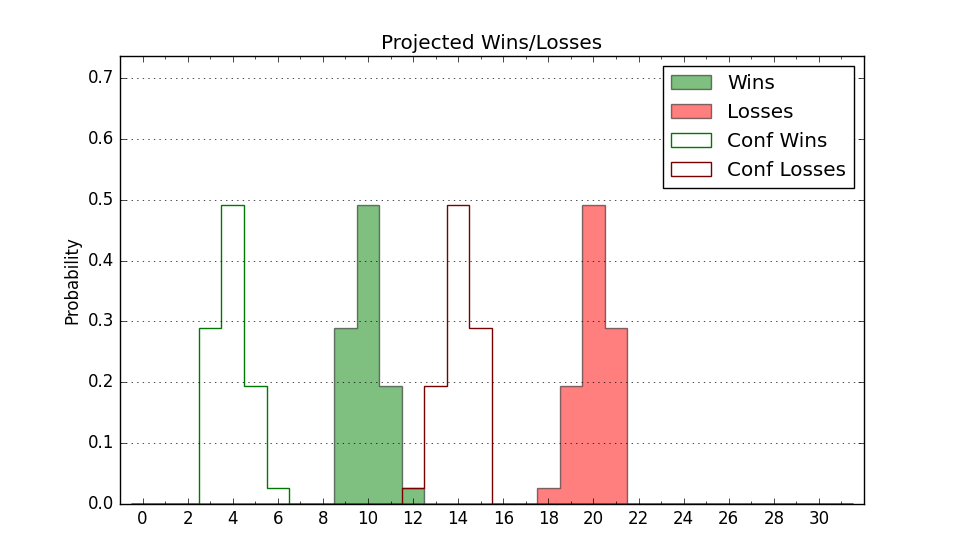 Projected Wins/Losses
Probability
0.7
0.6
0.5
0.4
0.3
0.2
0.1
0.0
0 2 4 6 8 10 12 14 16 18 20 22 24 26 28 30
Wins
Losses
Conf Wins
Conf Losses